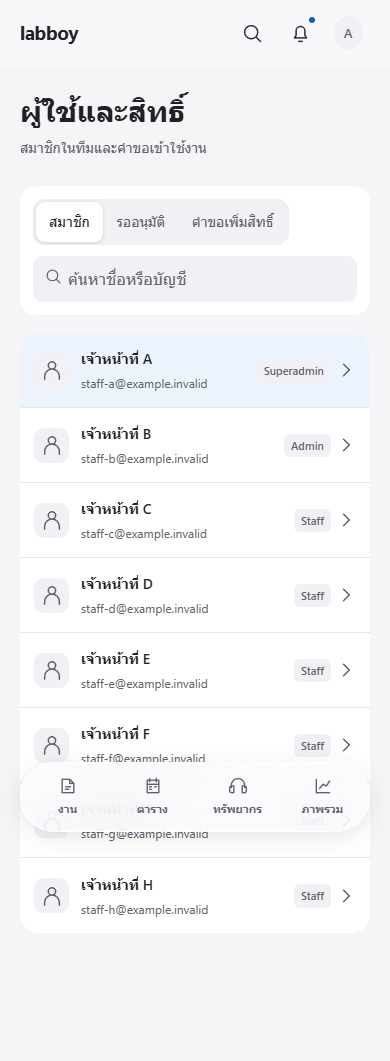 labboy
A
ผู้ใช้และสิทธิ์
สมาชิกในทีมและคำขอเข้าใช้งาน
สมาชิก
รออนุมัติ
คำขอเพิ่มสิทธิ์
ค้นหาชื่อหรือบัญชี
เจ้าหน้าที่ A
staff-a@example.invalid
Superadmin
เจ้าหน้าที่ B
staff-b@example.invalid
Admin
เจ้าหน้าที่ C
staff-c@example.invalid
Staff
เจ้าหน้าที่ D
staff-d@example.invalid
Staff
เจ้าหน้าที่ E
staff-e@example.invalid
Staff
เจ้าหน้าที่ F
staff-f@example.invalid
Staff
งาน
ตาราง
ทรัพยากร
ภาพรวม
staff-g@example.invalid
เจ้าหน้าที่ H
staff-h@example.invalid
Staff